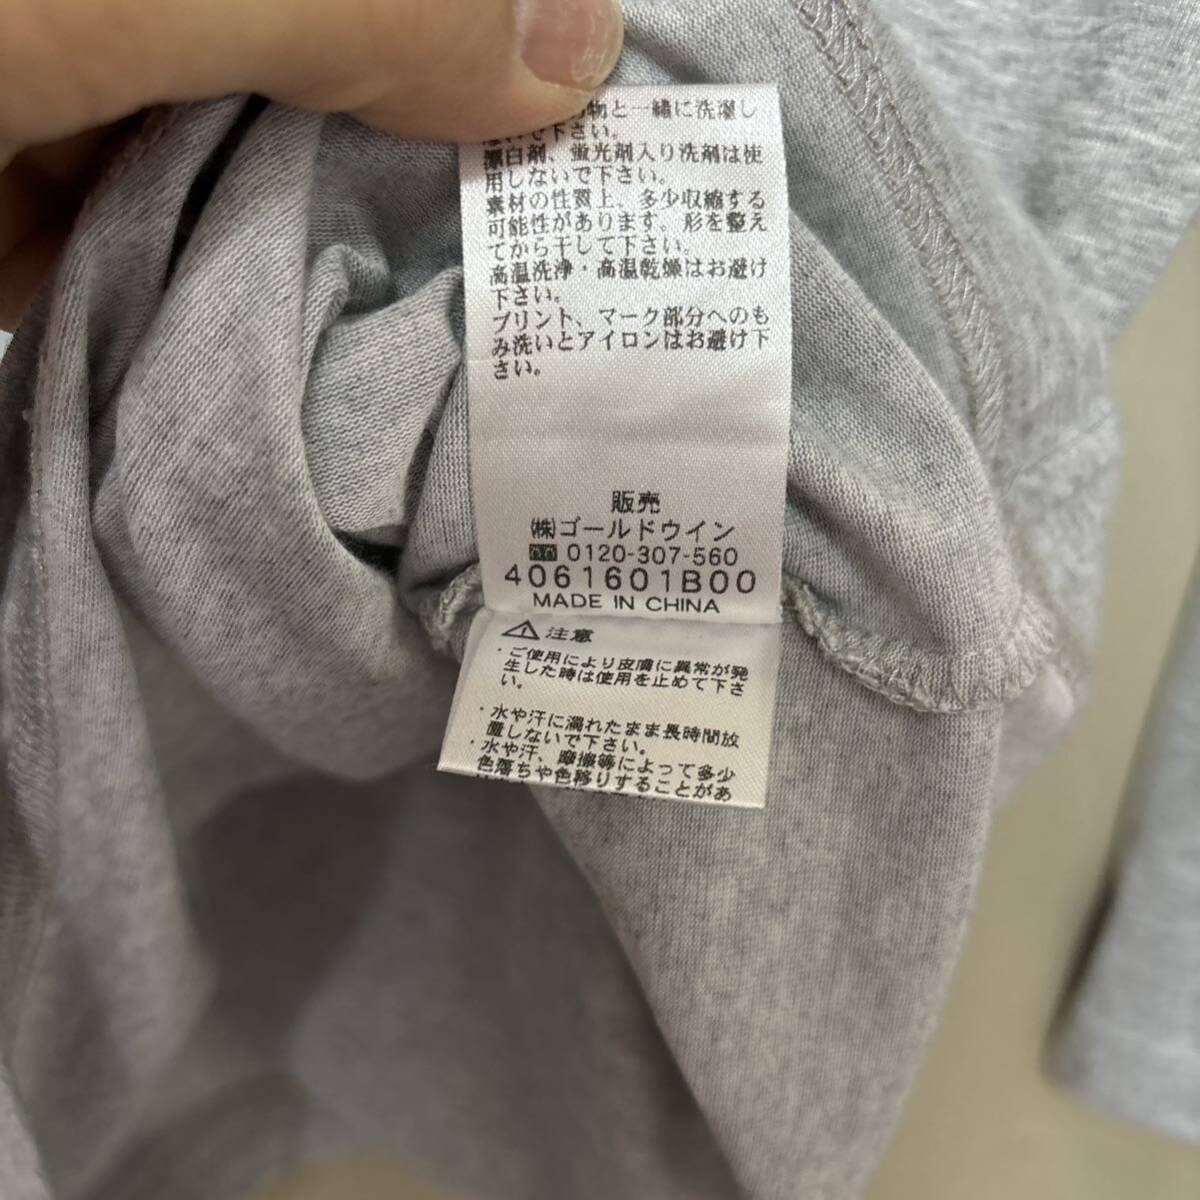 物と一緒に洗濯し
ないで下さい。
漂白剤、蛍光剤入り洗剤は使
用しないで下さい。
素材の性質上、多少収縮する
可能性があります。形を整え
てから干して下さい。
高温洗浄・高温乾燥はお避け
下さい。
プリント、マーク部分へのも
み洗いとアイロンはお避け下
さい。
販売
㈱ゴールドウイン
0120-307-560
4061601B00
MADE IN CHINA
⚠ 注意
・ご使用により皮膚に異常が発
生した時は使用を止めて下さ
い。
・水や汗に濡れたまま長時間放
置しないで下さい。
・水や汗、摩擦等によって多少
色落ちや色移りすることがあ